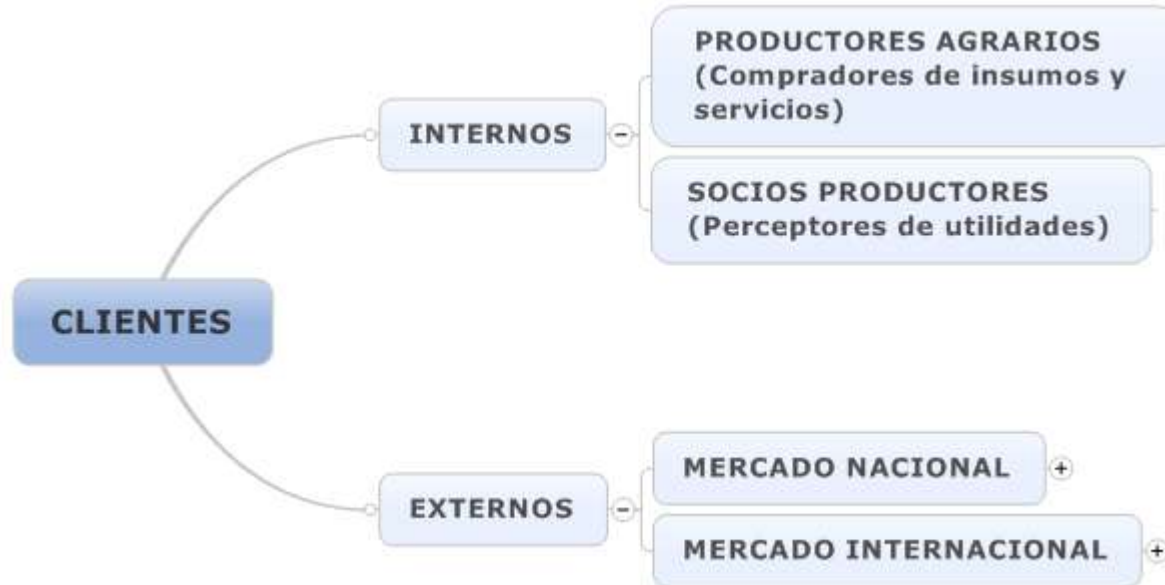 PRODUCTORES AGRARIOS
(Compradores de insumos y
servicios)
INTERNOS
SOCIOS PRODUCTORES
(Perceptores de utilidades)
CLIENTES
MERCADO NACIONAL
EXTERNOS
MERCADO INTERNACIONAL